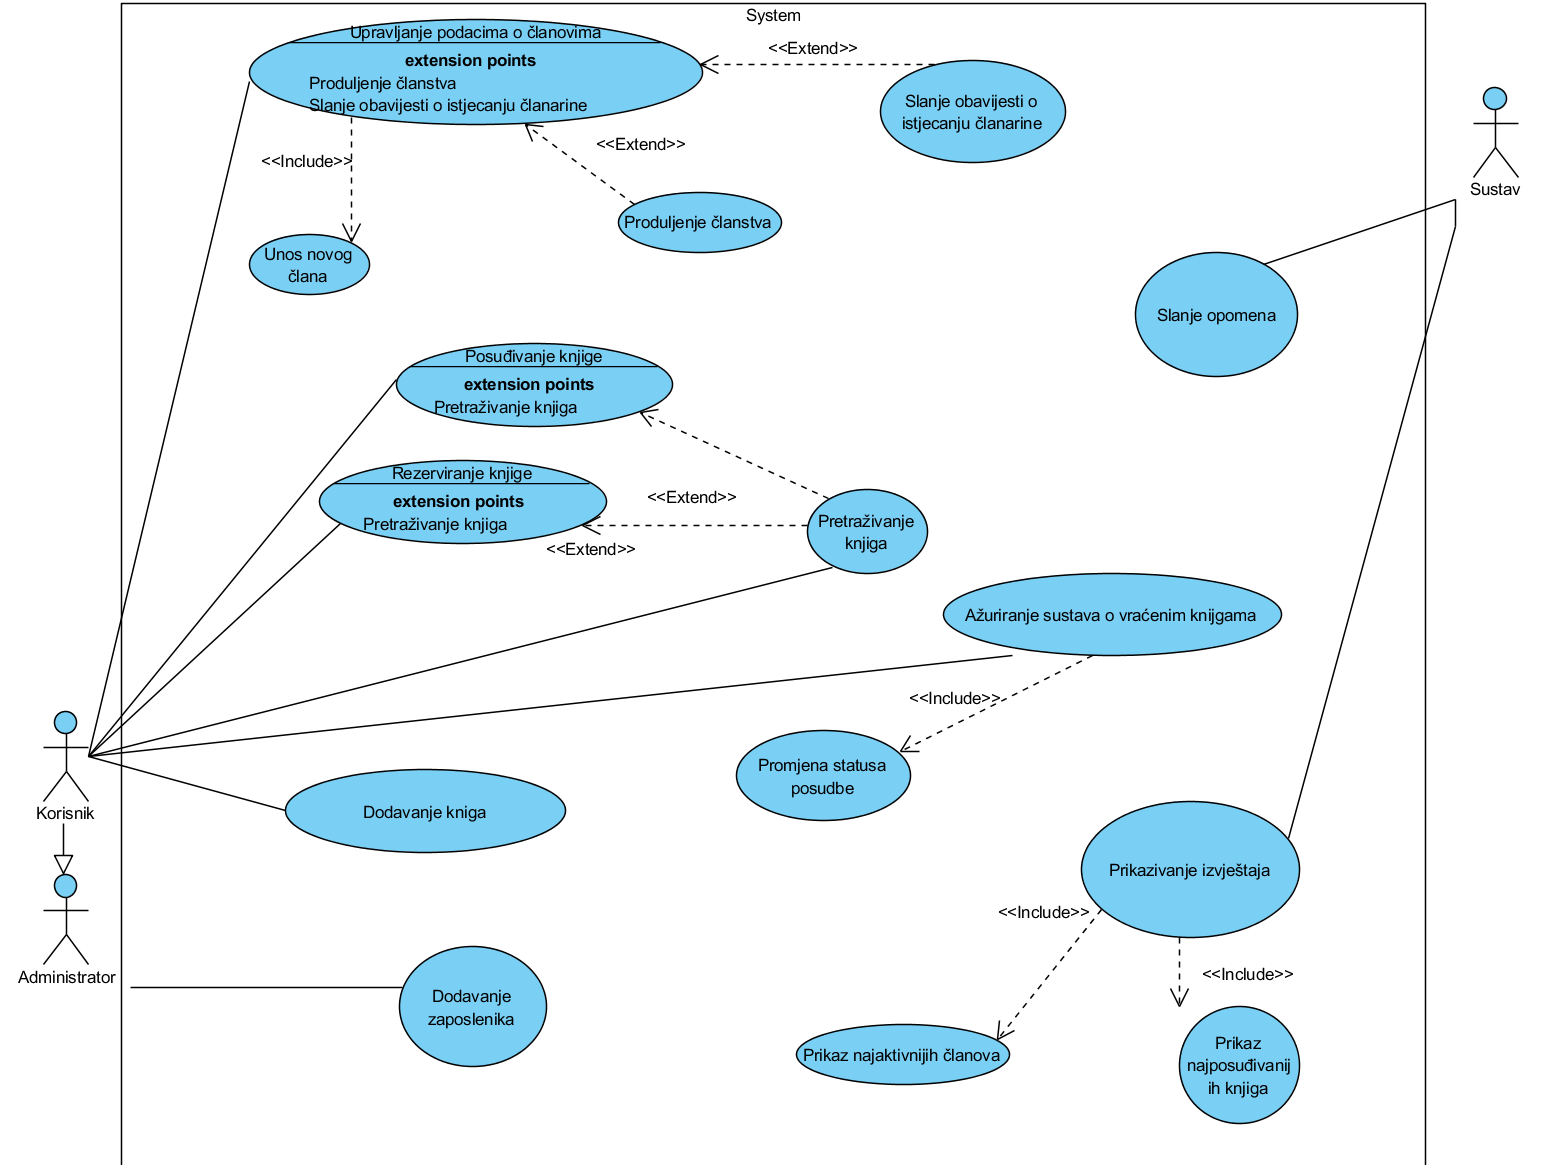 System
Upravljanje podacima o članovima
extension points
Produljenje članstva
Slanje obavijesti o istjecanju članarine
<<Extend>>
Slanje obavijesti o
istjecanju članarine
<<Include>>
<<Extend>>
Produljenje članstva
Unos novog
člana
Sustav
Slanje opomena
Posuđivanje knjige
extension points
Pretraživanje knjiga
Rezerviranje knjige
extension points
Pretraživanje knjiga
<<Extend>>
<<Extend>>
Pretraživanje
knjiga
Ažuriranje sustava o vraćenim knijgama
<<Include>>
Promjena statusa
posudbe
Korisnik
Dodavanje kniga
Prikazivanje izvještaja
<<Include>>
<<Include>>
Administrator
Dodavanje
zaposlenika
Prikaz najaktivnijih članova
Prikaz
najposuđivanij
ih knjiga